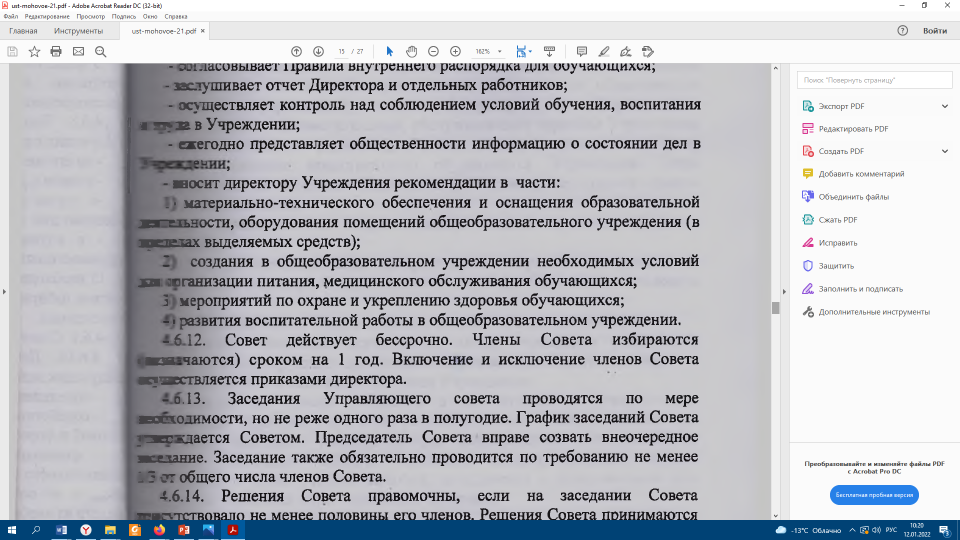 ust-mohovoe-21.pdf - Adobe Acrobat Reader DC (32-bit)
Файл Редактирование Просмотр Подпись Окно Справка
Главная Инструменты ust-mohovoe-21.pdf × Войти
15 / 27 162%
- согласовывает Правила внутреннего распорядка для обучающихся;
- заслушивает отчет Директора и отдельных работников;
- осуществляет контроль над соблюдением условий обучения, воспитания
и труда в Учреждении;
- ежегодно представляет общественности информацию о состоянии дел в
Учреждении;
- вносит директору Учреждения рекомендации в части:
1) материально-технического обеспечения и оснащения образовательной
деятельности, оборудования помещений общеобразовательного учреждения (в
пределах выделяемых средств);
2) создания в общеобразовательном учреждении необходимых условий
для организации питания, медицинского обслуживания обучающихся;
3) мероприятий по охране и укреплению здоровья обучающихся;
4) развития воспитательной работы в общеобразовательном учреждении.
4.6.12. Совет действует бессрочно. Члены Совета избираются
(назначаются) сроком на 1 год. Включение и исключение членов Совета
осуществляется приказами директора.
4.6.13. Заседания Управляющего совета проводятся по мере
необходимости, но не реже одного раза в полугодие. График заседаний Совета
утверждается Советом. Председатель Совета вправе созвать внеочередное
заседание. Заседание также обязательно проводится по требованию не менее
1/3 от общего числа членов Совета.
4.6.14. Решения Совета правомочны, если на заседании Совета
присутствовало не менее половины его членов. Решения Совета принимаются
Поиск "Повернуть страницу"
Экспорт PDF
Редактировать PDF
Создать PDF
Добавить комментарий
Объединить файлы
Сжать PDF
Исправить
Защитить
Заполнить и подписать
Дополнительные инструменты
Преобразовывайте и изменяйте файлы PDF
с Acrobat Pro DC
Бесплатная пробная версия
-13°C Облачно РУС 10:20
12.01.2022